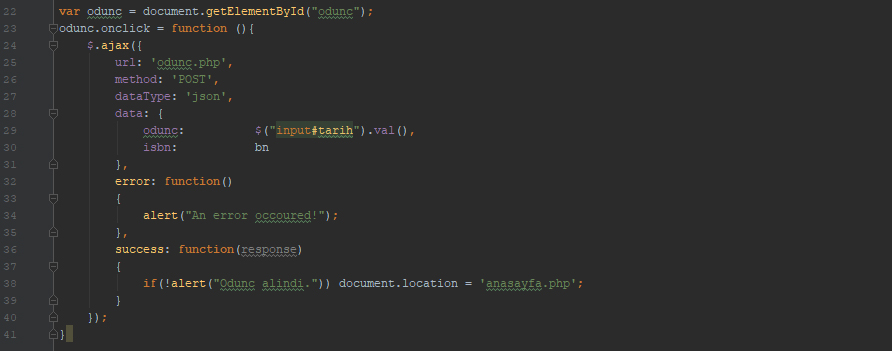 22 var odunc = document.getElementById("odunc");
23 odunc.onclick = function (){
24 $.ajax({
25 url: 'odunc.php',
26 method: 'POST',
27 dataType: 'json',
28 data: {
29 odunc: $("input#tarih").val(),
30 isbn: bn
31 },
32 error: function()
33 {
34 alert("An error occoured!");
35 },
36 success: function(response)
37 {
38 if(!alert("Odunc alindi.")) document.location = 'anasayfa.php';
39 }
40 });
41 }